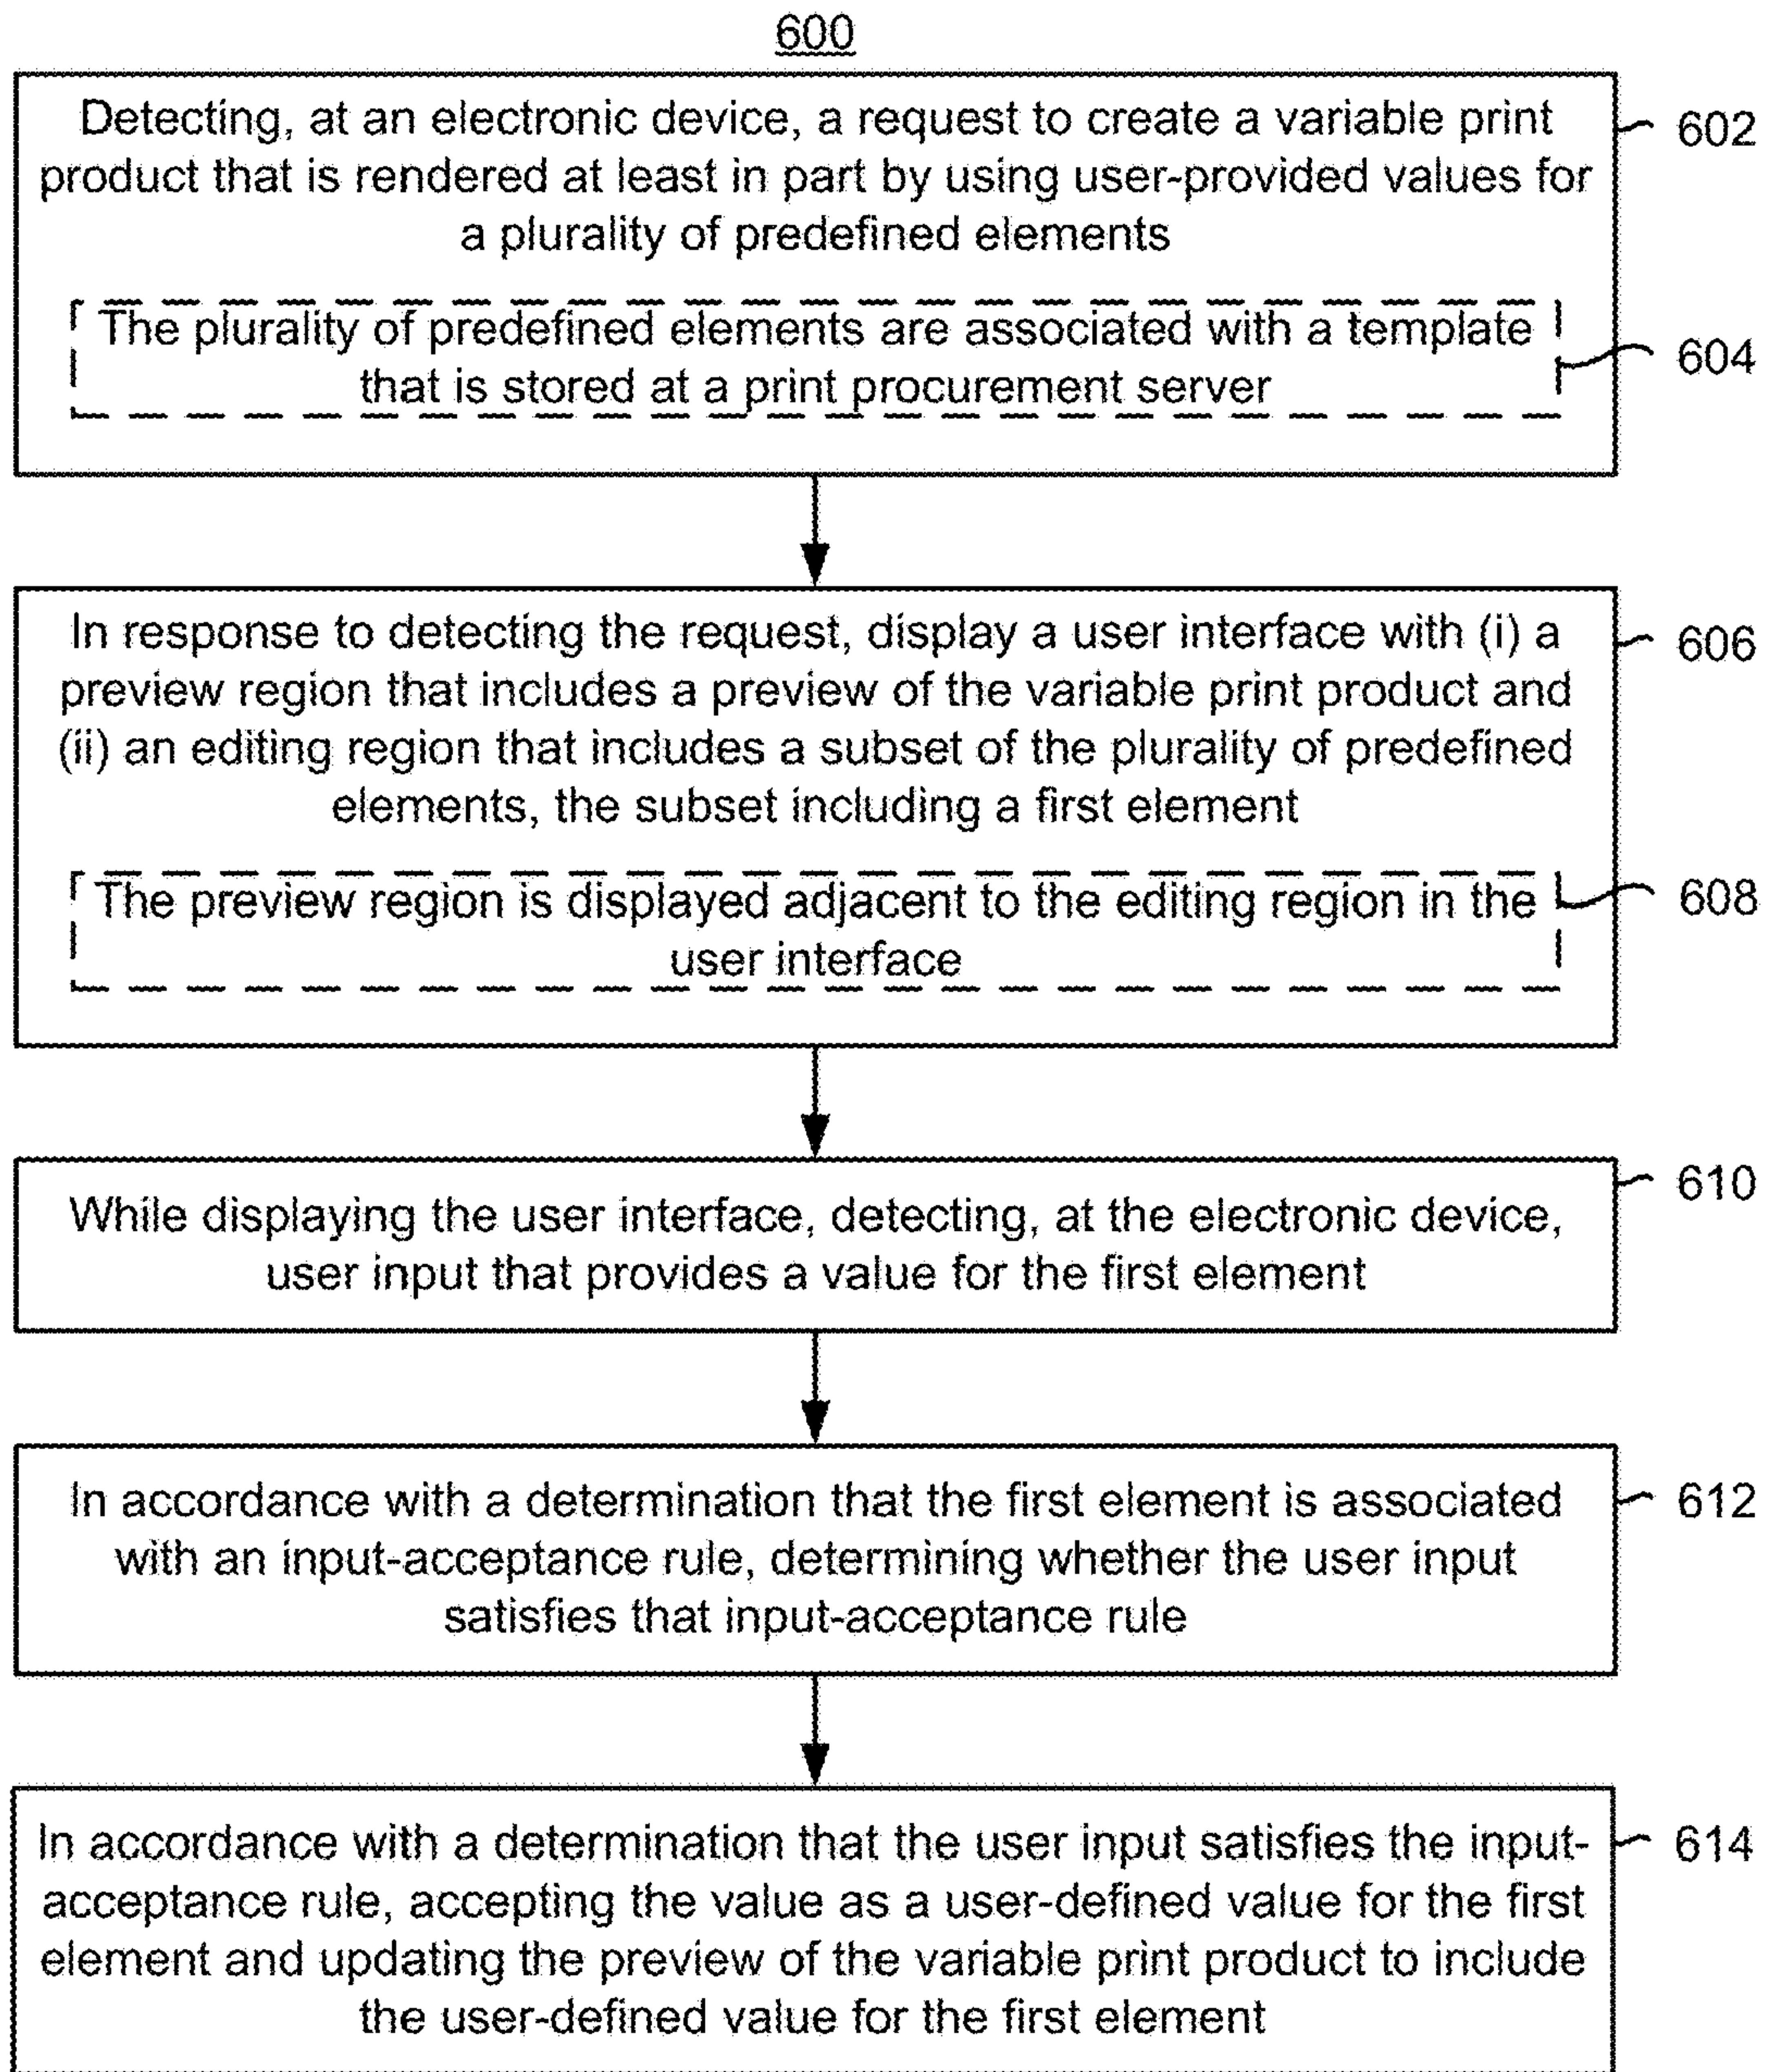 600
Detecting, at an electronic device, a request to create a variable print
product that is rendered at least in part by using user-provided values for
a plurality of predefined elements
602
The plurality of predefined elements are associated with a template
that is stored at a print procurement server
604
In response to detecting the request, display a user interface with (i) a
preview region that includes a preview of the variable print product and
(ii) an editing region that includes a subset of the plurality of predefined
elements, the subset including a first element
606
The preview region is displayed adjacent to the editing region in the
user interface
608
While displaying the user interface, detecting, at the electronic device,
user input that provides a value for the first element
610
In accordance with a determination that the first element is associated
with an input-acceptance rule, determining whether the user input
satisfies that input-acceptance rule
612
In accordance with a determination that the user input satisfies the input-
acceptance rule, accepting the value as a user-defined value for the first
element and updating the preview of the variable print product to include
the user-defined value for the first element
614